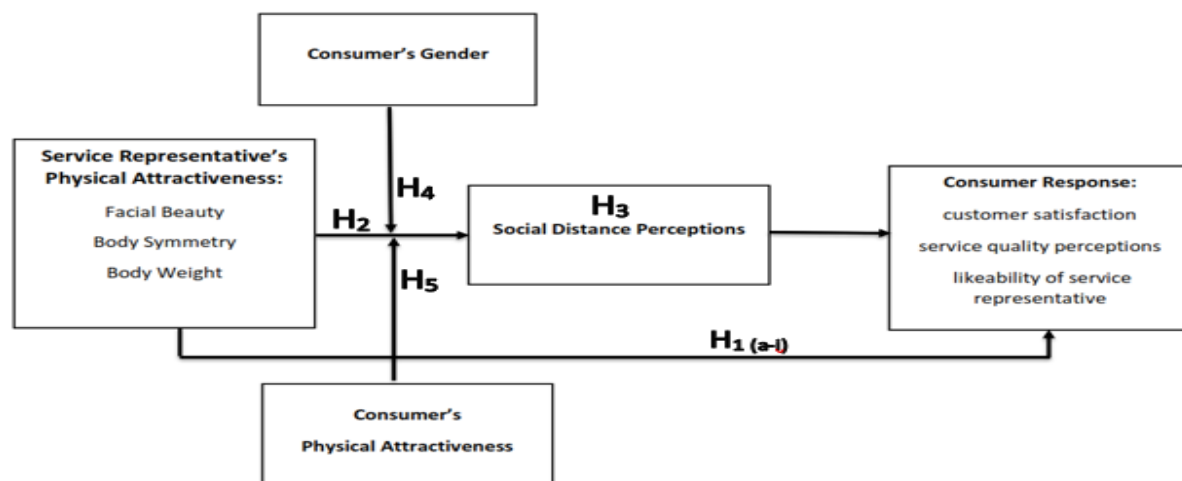 Consumer's Gender
Service Representative's
Physical Attractiveness:
Facial Beauty
Body Symmetry
Body Weight
H₂
H₄
H₅
H₃
Social Distance Perceptions
Consumer Response:
customer satisfaction
service quality perceptions
likeability of service
representative
H₁ (a-i)
Consumer's
Physical Attractiveness